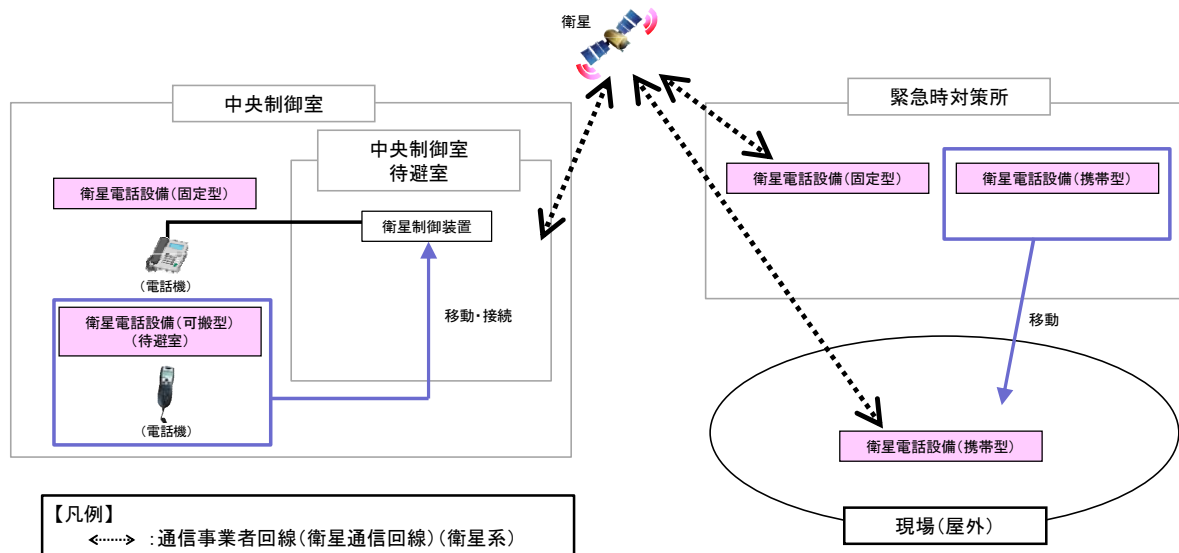 衛星
中央制御室
緊急時対策所
中央制御室
待避室
衛星電話設備(固定型)
衛星電話設備(固定型)
衛星電話設備(携帯型)
衛星制御装置
(電話機)
衛星電話設備(可搬型)
(待避室)
移動・接続
移動
(電話機)
衛星電話設備(携帯型)
現場(屋外)
【凡例】
:通信事業者回線(衛星通信回線)(衛星系)